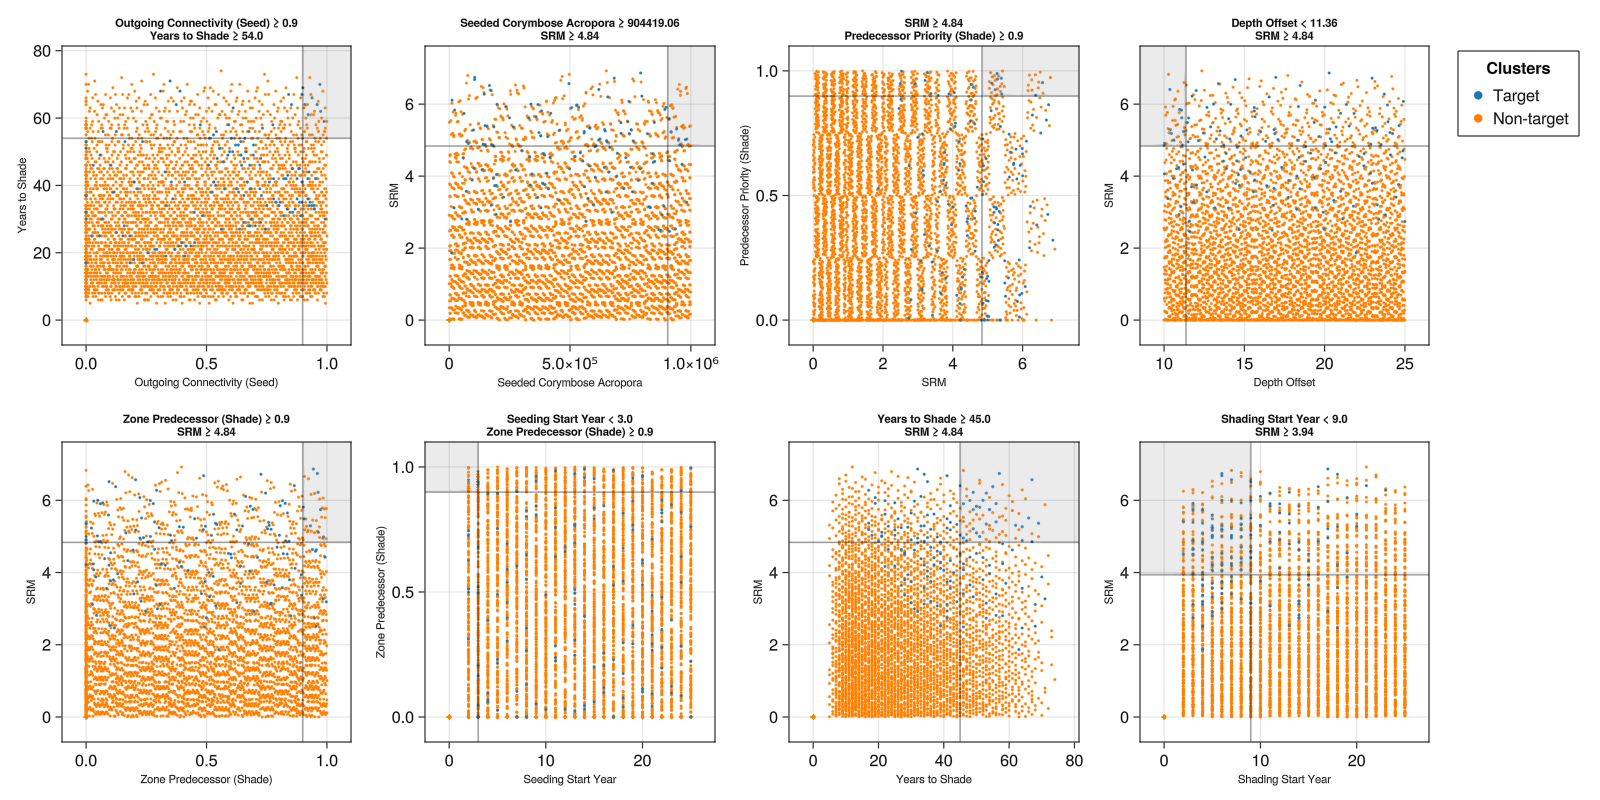 Outgoing Connectivity (Seed) ≥ 0.9
Years to Shade ≥ 54.0
80
60
40
20
0
Years to Shade
0.0 0.5 1.0
Outgoing Connectivity (Seed)
Seeded Corymbose Acropora ≥ 904419.06
SRM ≥ 4.84
6
4
2
0
SRM
0 5.0×10⁵ 1.0×10⁶
Seeded Corymbose Acropora
SRM ≥ 4.84
Predecessor Priority (Shade) ≥ 0.9
1.0
0.5
0.0
Predecessor Priority (Shade)
0 2 4 6
SRM
Depth Offset < 11.36
SRM ≥ 4.84
6
4
2
0
SRM
10 15 20 25
Depth Offset
Clusters
Target
Non-target
Zone Predecessor (Shade) ≥ 0.9
SRM ≥ 4.84
6
4
2
0
SRM
0.0 0.5 1.0
Zone Predecessor (Shade)
Seeding Start Year < 3.0
Zone Predecessor (Shade) ≥ 0.9
1.0
0.5
0.0
Zone Predecessor (Shade)
0 10 20
Seeding Start Year
Years to Shade ≥ 45.0
SRM ≥ 4.84
6
4
2
0
SRM
0 20 40 60 80
Years to Shade
Shading Start Year < 9.0
SRM ≥ 3.94
6
4
2
0
SRM
0 10 20
Shading Start Year